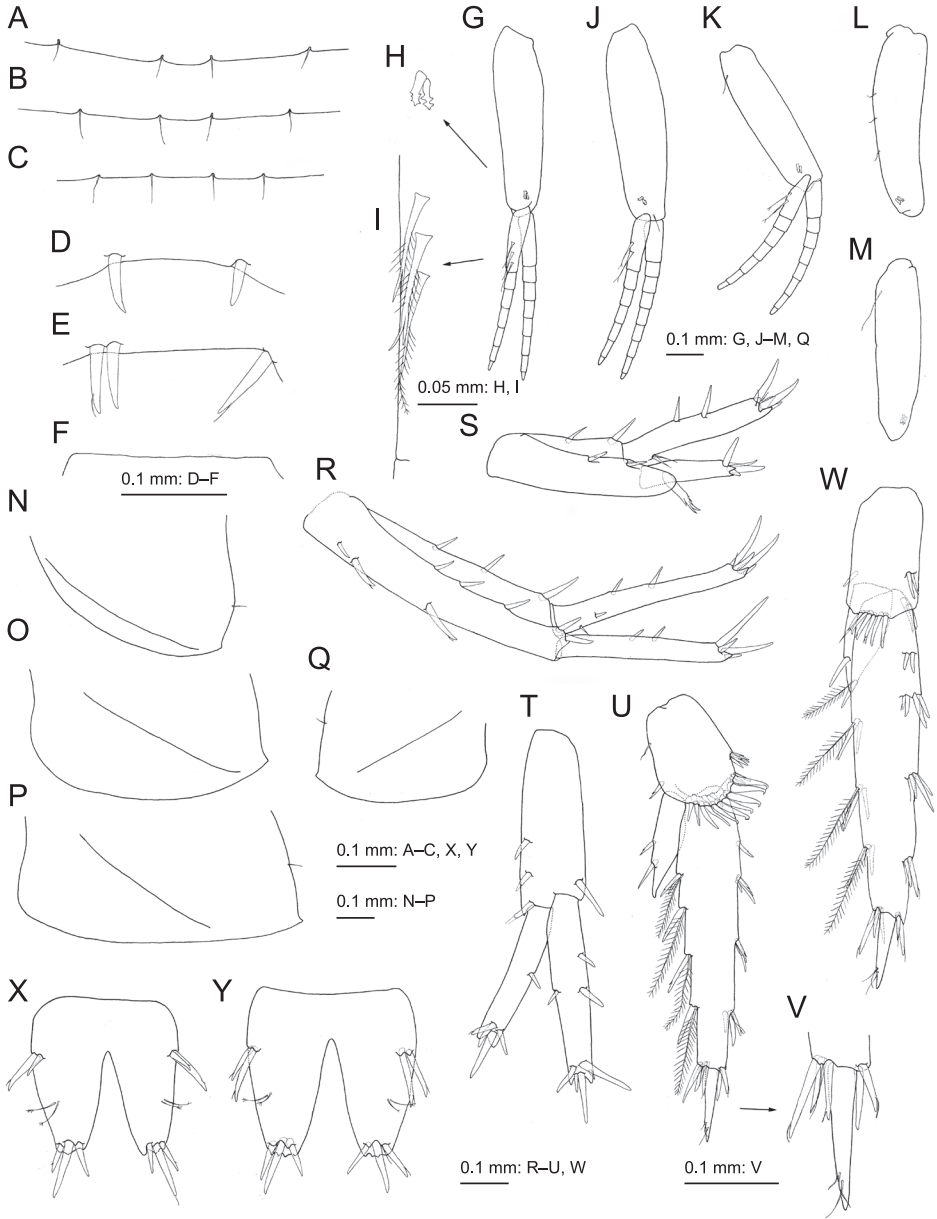 A
B
C
D
E
F
0.1 mm: D–F
G
H
I
J
K
L
M
0.1 mm: G, J–M, Q
0.05 mm: H, I
S
R
W
N
O
Q
P
T
U
0.1 mm: A–C, X, Y
0.1 mm: N–P
X
Y
V
0.1 mm: R–U, W
0.1 mm: V